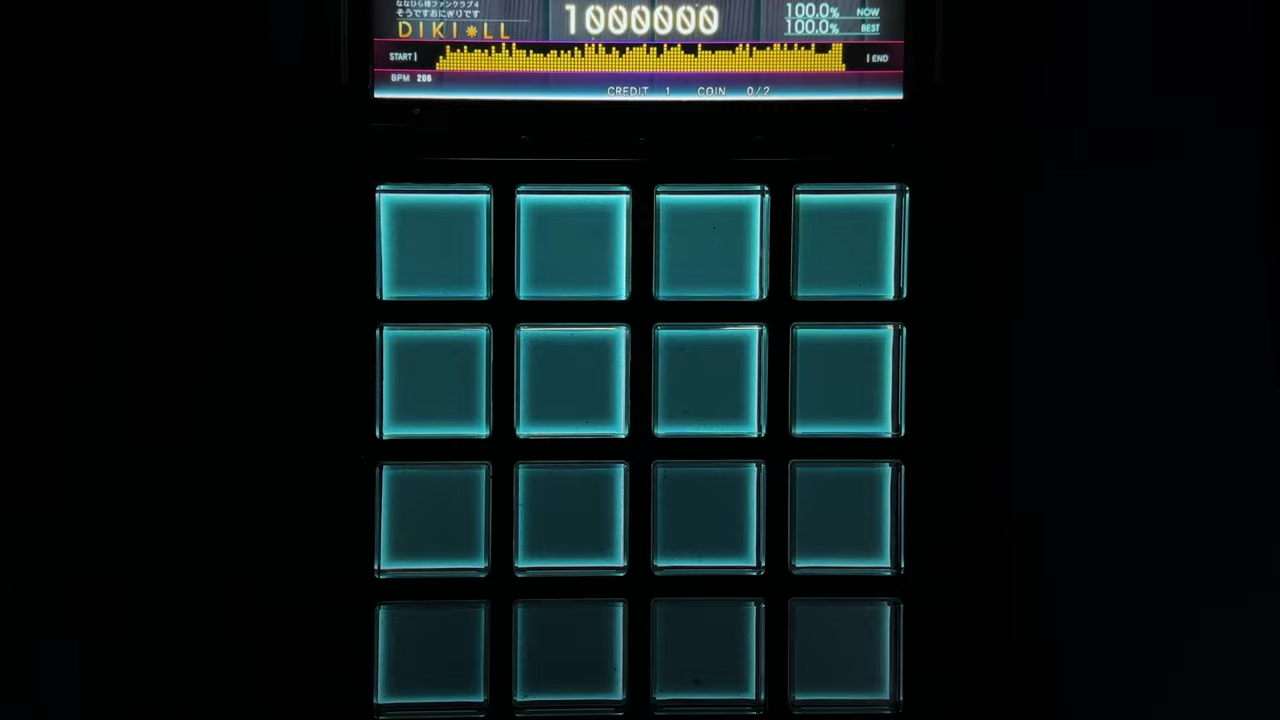 ななひら様ファンクラブ4
そうですおにぎりです
DIKI*LL
1000000
100.0% NOW
100.0% BEST
START
END
BPM 206
CREDIT 1 COIN 0/2